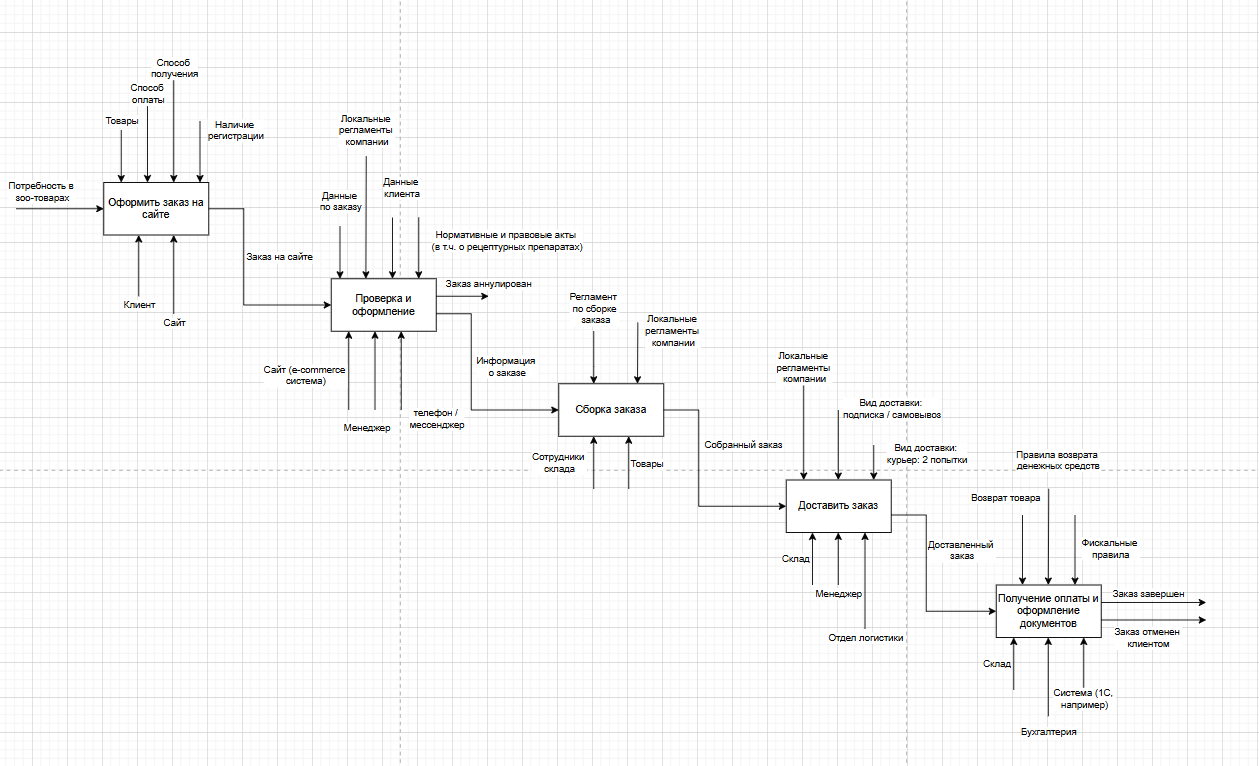 Способ
получения
Способ
оплаты
Товары
Наличие
регистрации
Потребность в
зоо-товарах
Оформить заказ на
сайте
Клиент
Сайт
Заказ на сайте
Локальные
регламенты
компании
Данные
по заказу
Данные
клиента
Нормативные и правовые акты
(в т.ч. о рецептурных препаратах)
Проверка и
оформление
Заказ аннулирован
Сайт (e-commerce
система)
Менеджер
телефон /
мессенджер
Информация
о заказе
Регламент
по сборке
заказа
Локальные
регламенты
компании
Сборка заказа
Сотрудники
склада
Товары
Собранный заказ
Локальные
регламенты
компании
Вид доставки:
подписка / самовывоз
Вид доставки:
курьер: 2 попытки
Доставить заказ
Склад
Менеджер
Отдел логистики
Доставленный
заказ
Правила возврата
денежных средств
Возврат товара
Фискальные
правила
Получение оплаты и
оформление
документов
Заказ завершен
Заказ отменен
клиентом
Склад
Система (1С,
например)
Бухгалтерия